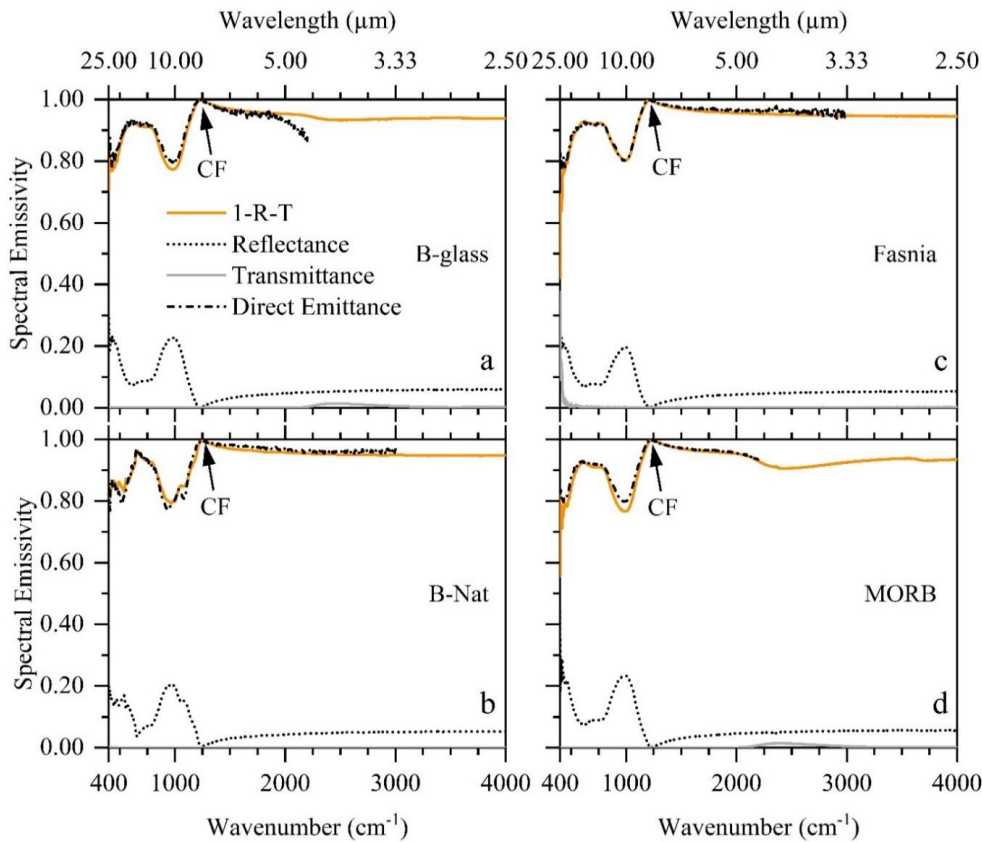 Wavelength (µm) Wavelength (µm)
25.00 10.00 5.00 3.33 25.00 10.00 5.00 3.33 2.50
1.00
0.80
0.60
0.40
0.20
0.00
Spectral Emissivity
CF
1-R-T
Reflectance
Transmittance
Direct Emittance
B-glass
a
CF
Fasnia
c
1.00
0.80
0.60
0.40
0.20
0.00
Spectral Emissivity
CF
B-Nat
b
CF
MORB
d
400 1000 2000 3000 4000 400 1000 2000 3000 4000
Wavenumber (cm-1) Wavenumber (cm-1)